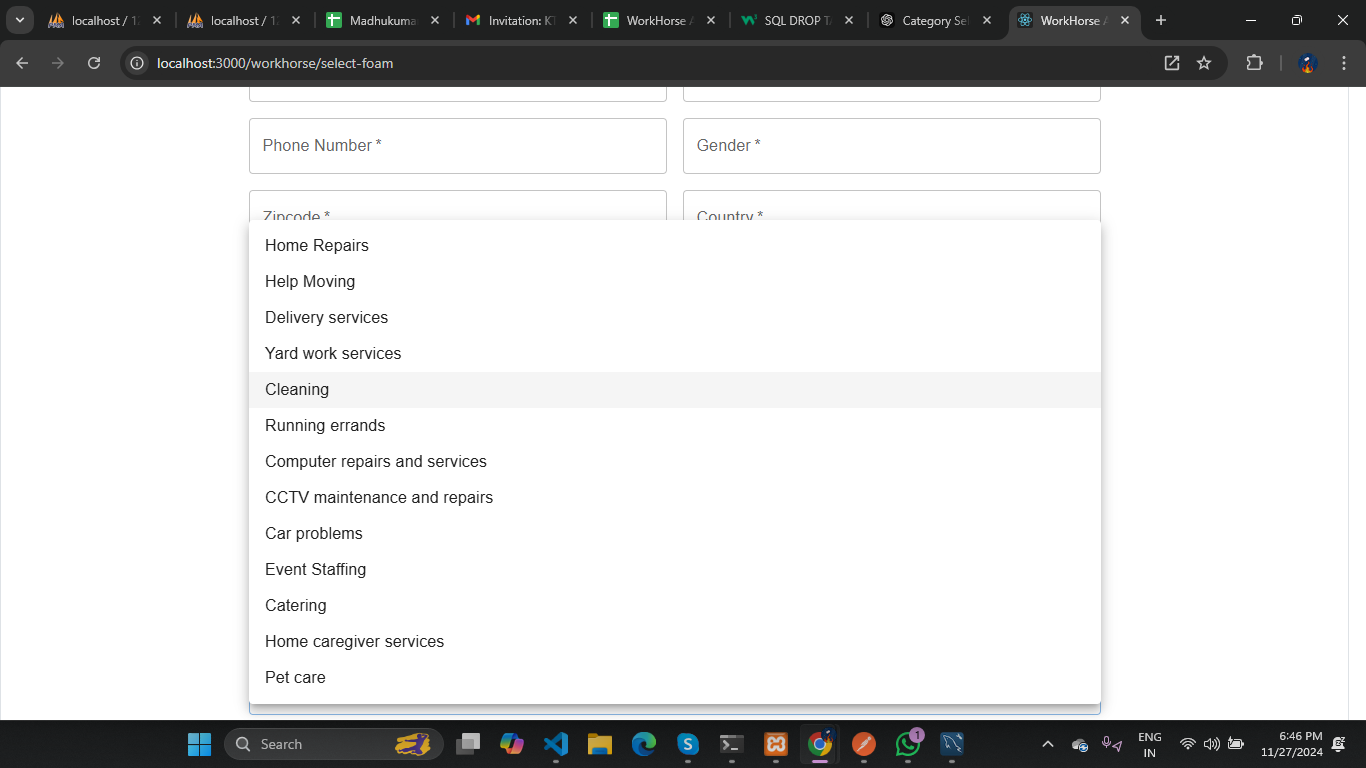 localhost / 12
localhost / 12
Madhukuma
Invitation: KT
WorkHorse A
SQL DROP TA
Category Sel
WorkHorse A
localhost:3000/workhorse/select-foam
Phone Number *
Gender *
Zipcode *
Country *
Home Repairs
Help Moving
Delivery services
Yard work services
Cleaning
Running errands
Computer repairs and services
CCTV maintenance and repairs
Car problems
Event Staffing
Catering
Home caregiver services
Pet care
Search
1
ENG
IN
6:46 PM
11/27/2024